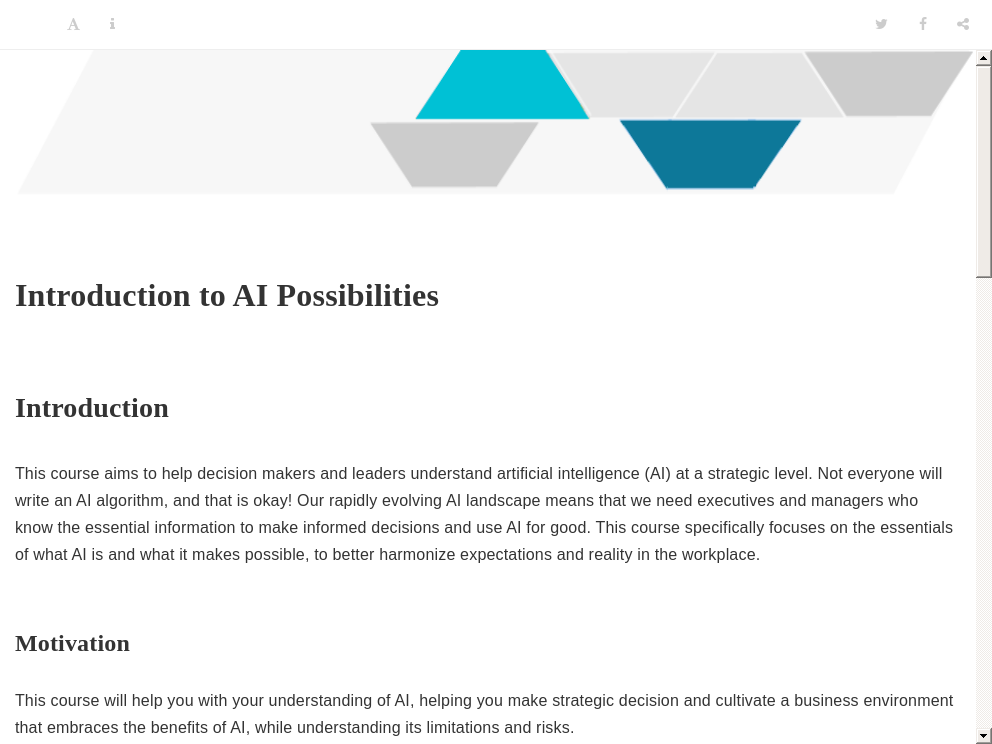 Introduction to AI Possibilities
Introduction
This course aims to help decision makers and leaders understand artificial intelligence (AI) at a strategic level. Not everyone will
write an AI algorithm, and that is okay! Our rapidly evolving AI landscape means that we need executives and managers who
know the essential information to make informed decisions and use AI for good. This course specifically focuses on the essentials
of what AI is and what it makes possible, to better harmonize expectations and reality in the workplace.
Motivation
This course will help you with your understanding of AI, helping you make strategic decision and cultivate a business environment
that embraces the benefits of AI, while understanding its limitations and risks.